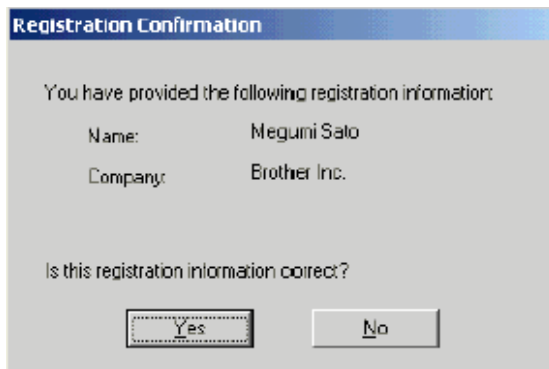 Registration Confirmation
You have provided the following registration information:
Name: Megumi Sato
Company: Brother Inc.
Is this registration information correct?
Yes No